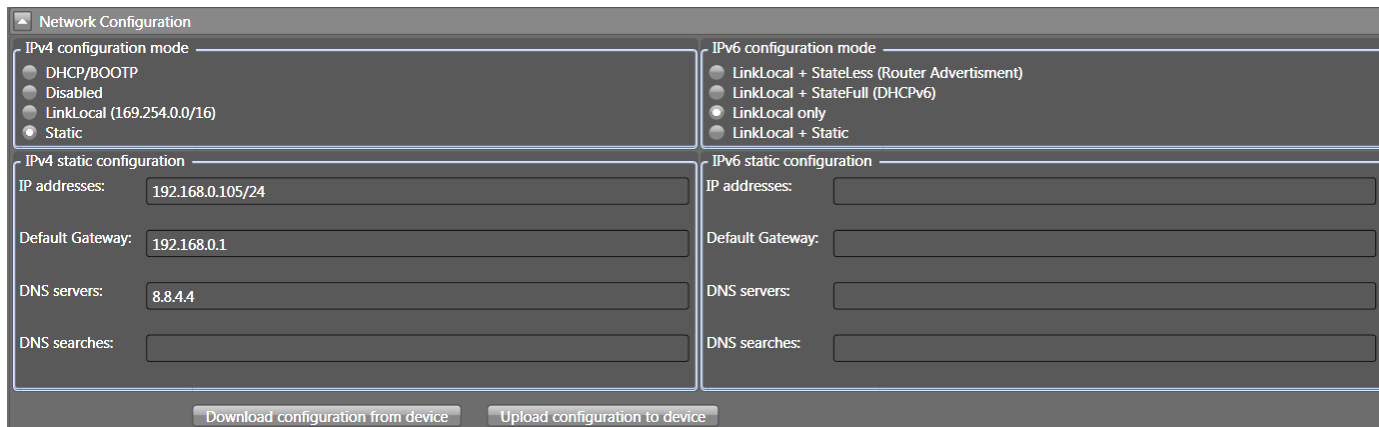 Network Configuration
IPv4 configuration mode
DHCP/BOOTP
Disabled
LinkLocal (169.254.0.0/16)
Static
IPv6 configuration mode
LinkLocal + StateLess (Router Advertisment)
LinkLocal + StateFull (DHCPv6)
LinkLocal only
LinkLocal + Static
IPv4 static configuration
IP addresses: 192.168.0.105/24
Default Gateway: 192.168.0.1
DNS servers: 8.8.4.4
DNS searches:
IPv6 static configuration
IP addresses:
Default Gateway:
DNS servers:
DNS searches:
Download configuration from device Upload configuration to device